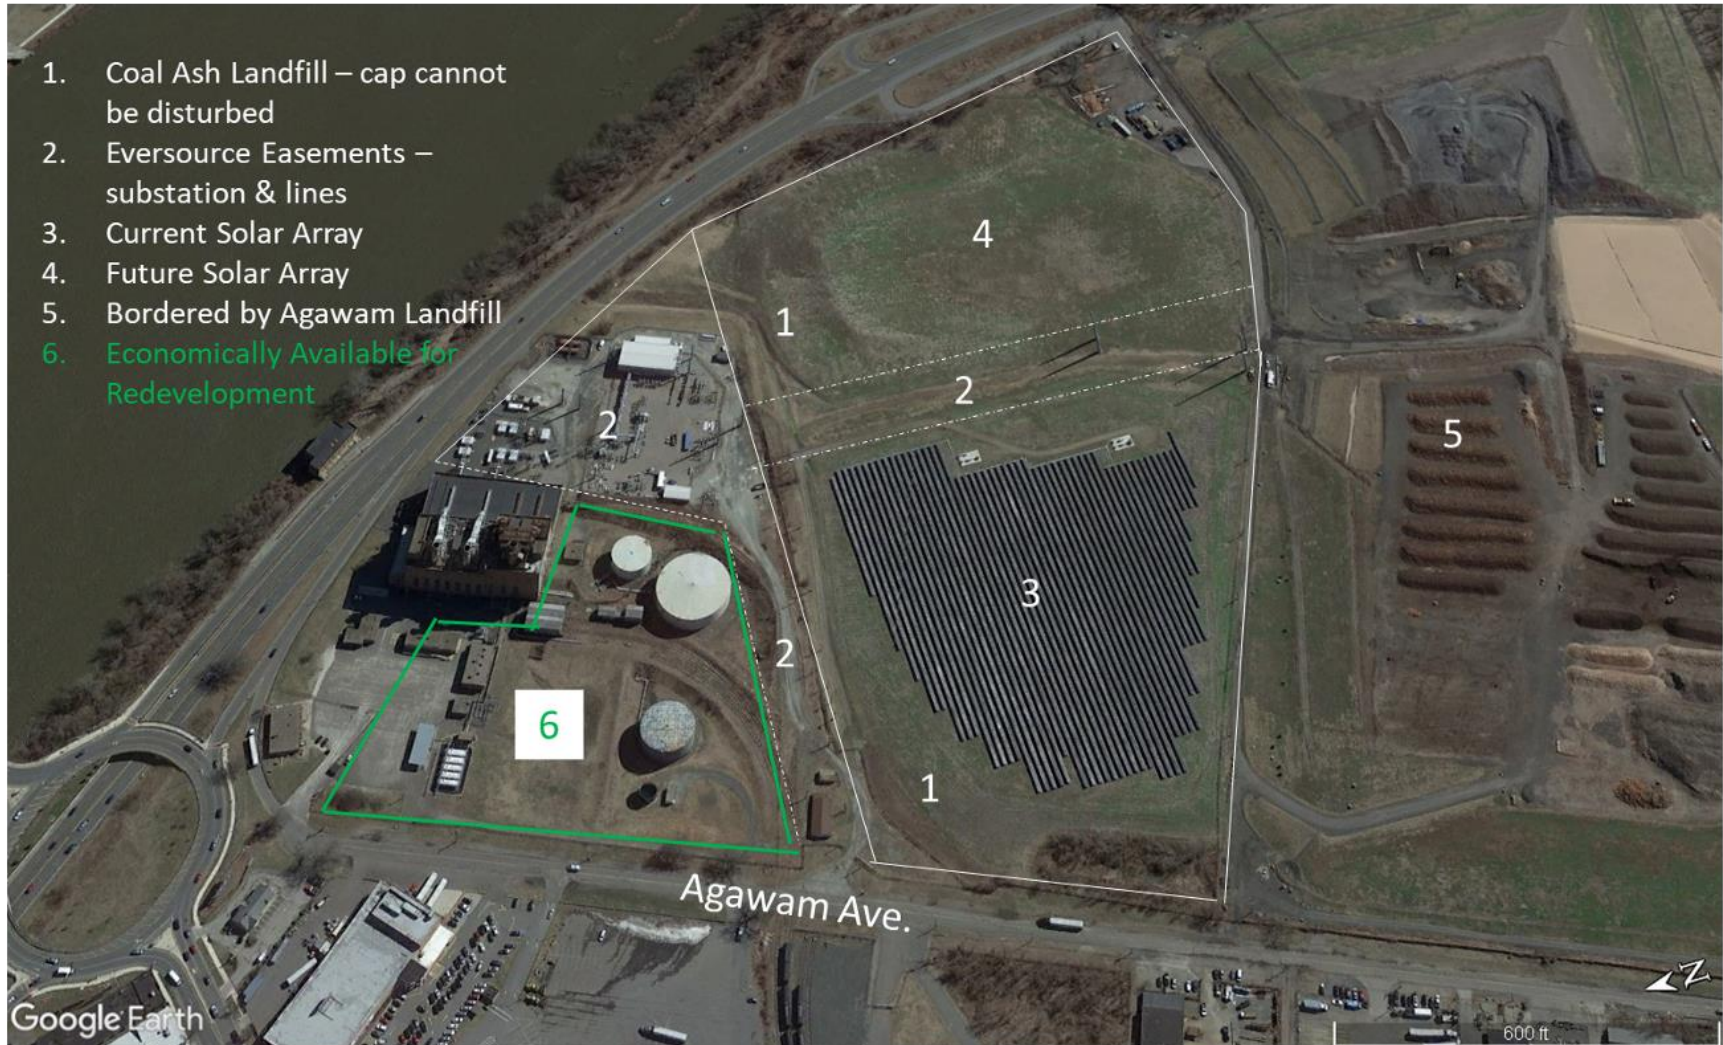 1. Coal Ash Landfill – cap cannot
be disturbed
2. Eversource Easements –
substation & lines
3. Current Solar Array
4. Future Solar Array
5. Bordered by Agawam Landfill
6. Economically Available for
Redevelopment
4
1
2
2
5
3
2
6
1
Agawam Ave.
N
Google Earth
600 ft